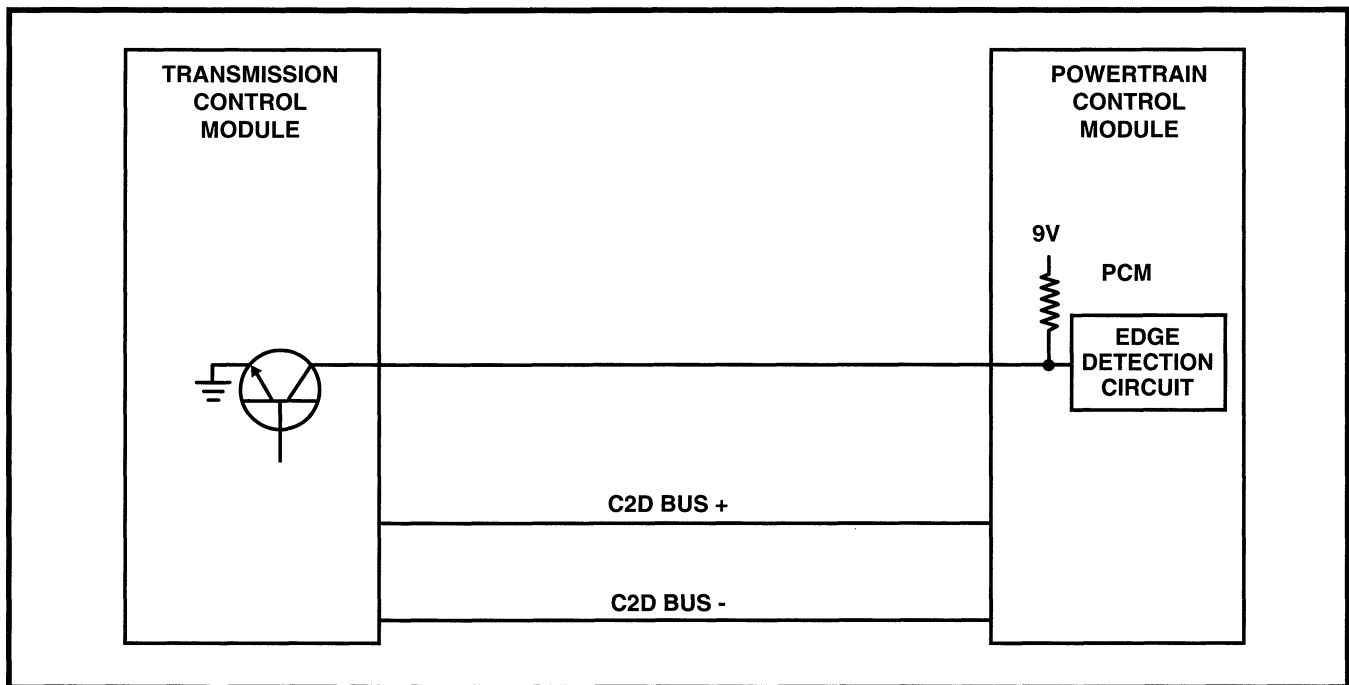 TRANSMISSION
CONTROL
MODULE
POWERTRAIN
CONTROL
MODULE
9V
PCM
EDGE
DETECTION
CIRCUIT
C2D BUS +
C2D BUS -